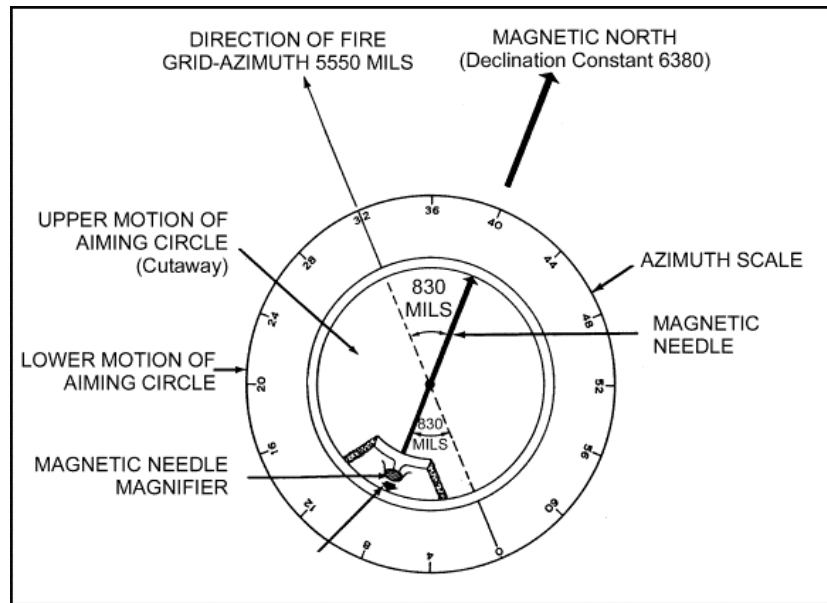 DIRECTION OF FIRE
GRID-AZIMUTH 5550 MILS
MAGNETIC NORTH
(Declination Constant 6380)
UPPER MOTION OF
AIMING CIRCLE
(Cutaway)
AZIMUTH SCALE
MAGNETIC
NEEDLE
LOWER MOTION OF
AIMING CIRCLE
MAGNETIC NEEDLE
MAGNIFIER
830
MILS
830
MILS
32
36
40
44
48
52
56
60
0
4
8
12
16
20
24
28